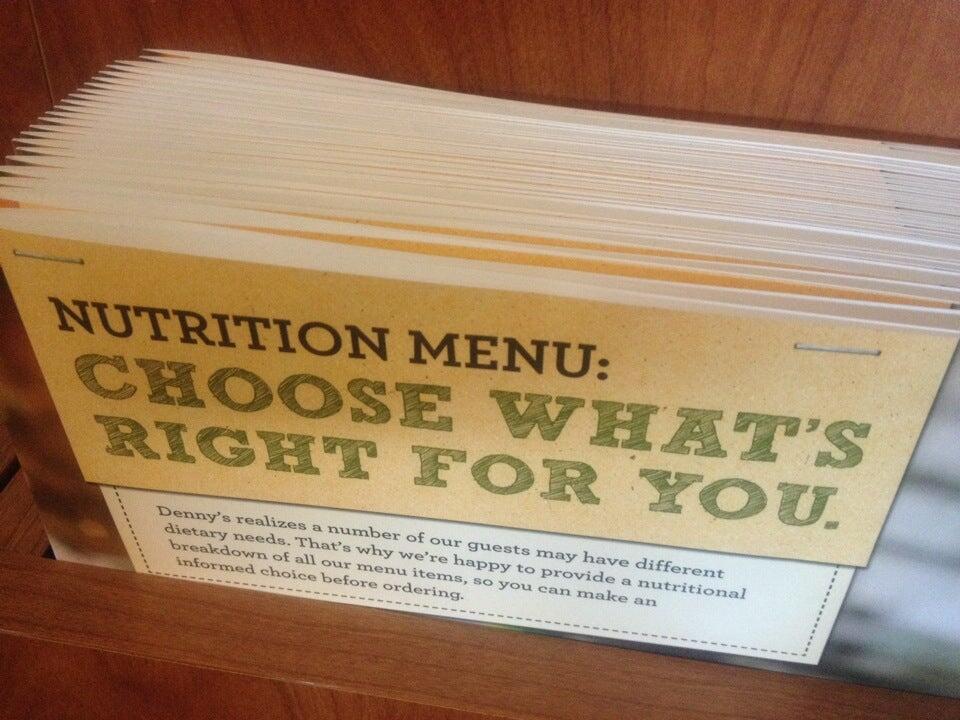 NUTRITION MENU:
CHOOSE WHAT'S
RIGHT FOR YOU.
Denny's realizes a number of our guests may have different
dietary needs. That's why we're happy to provide a nutritional
breakdown of all our menu items, so you can make an
informed choice before ordering.